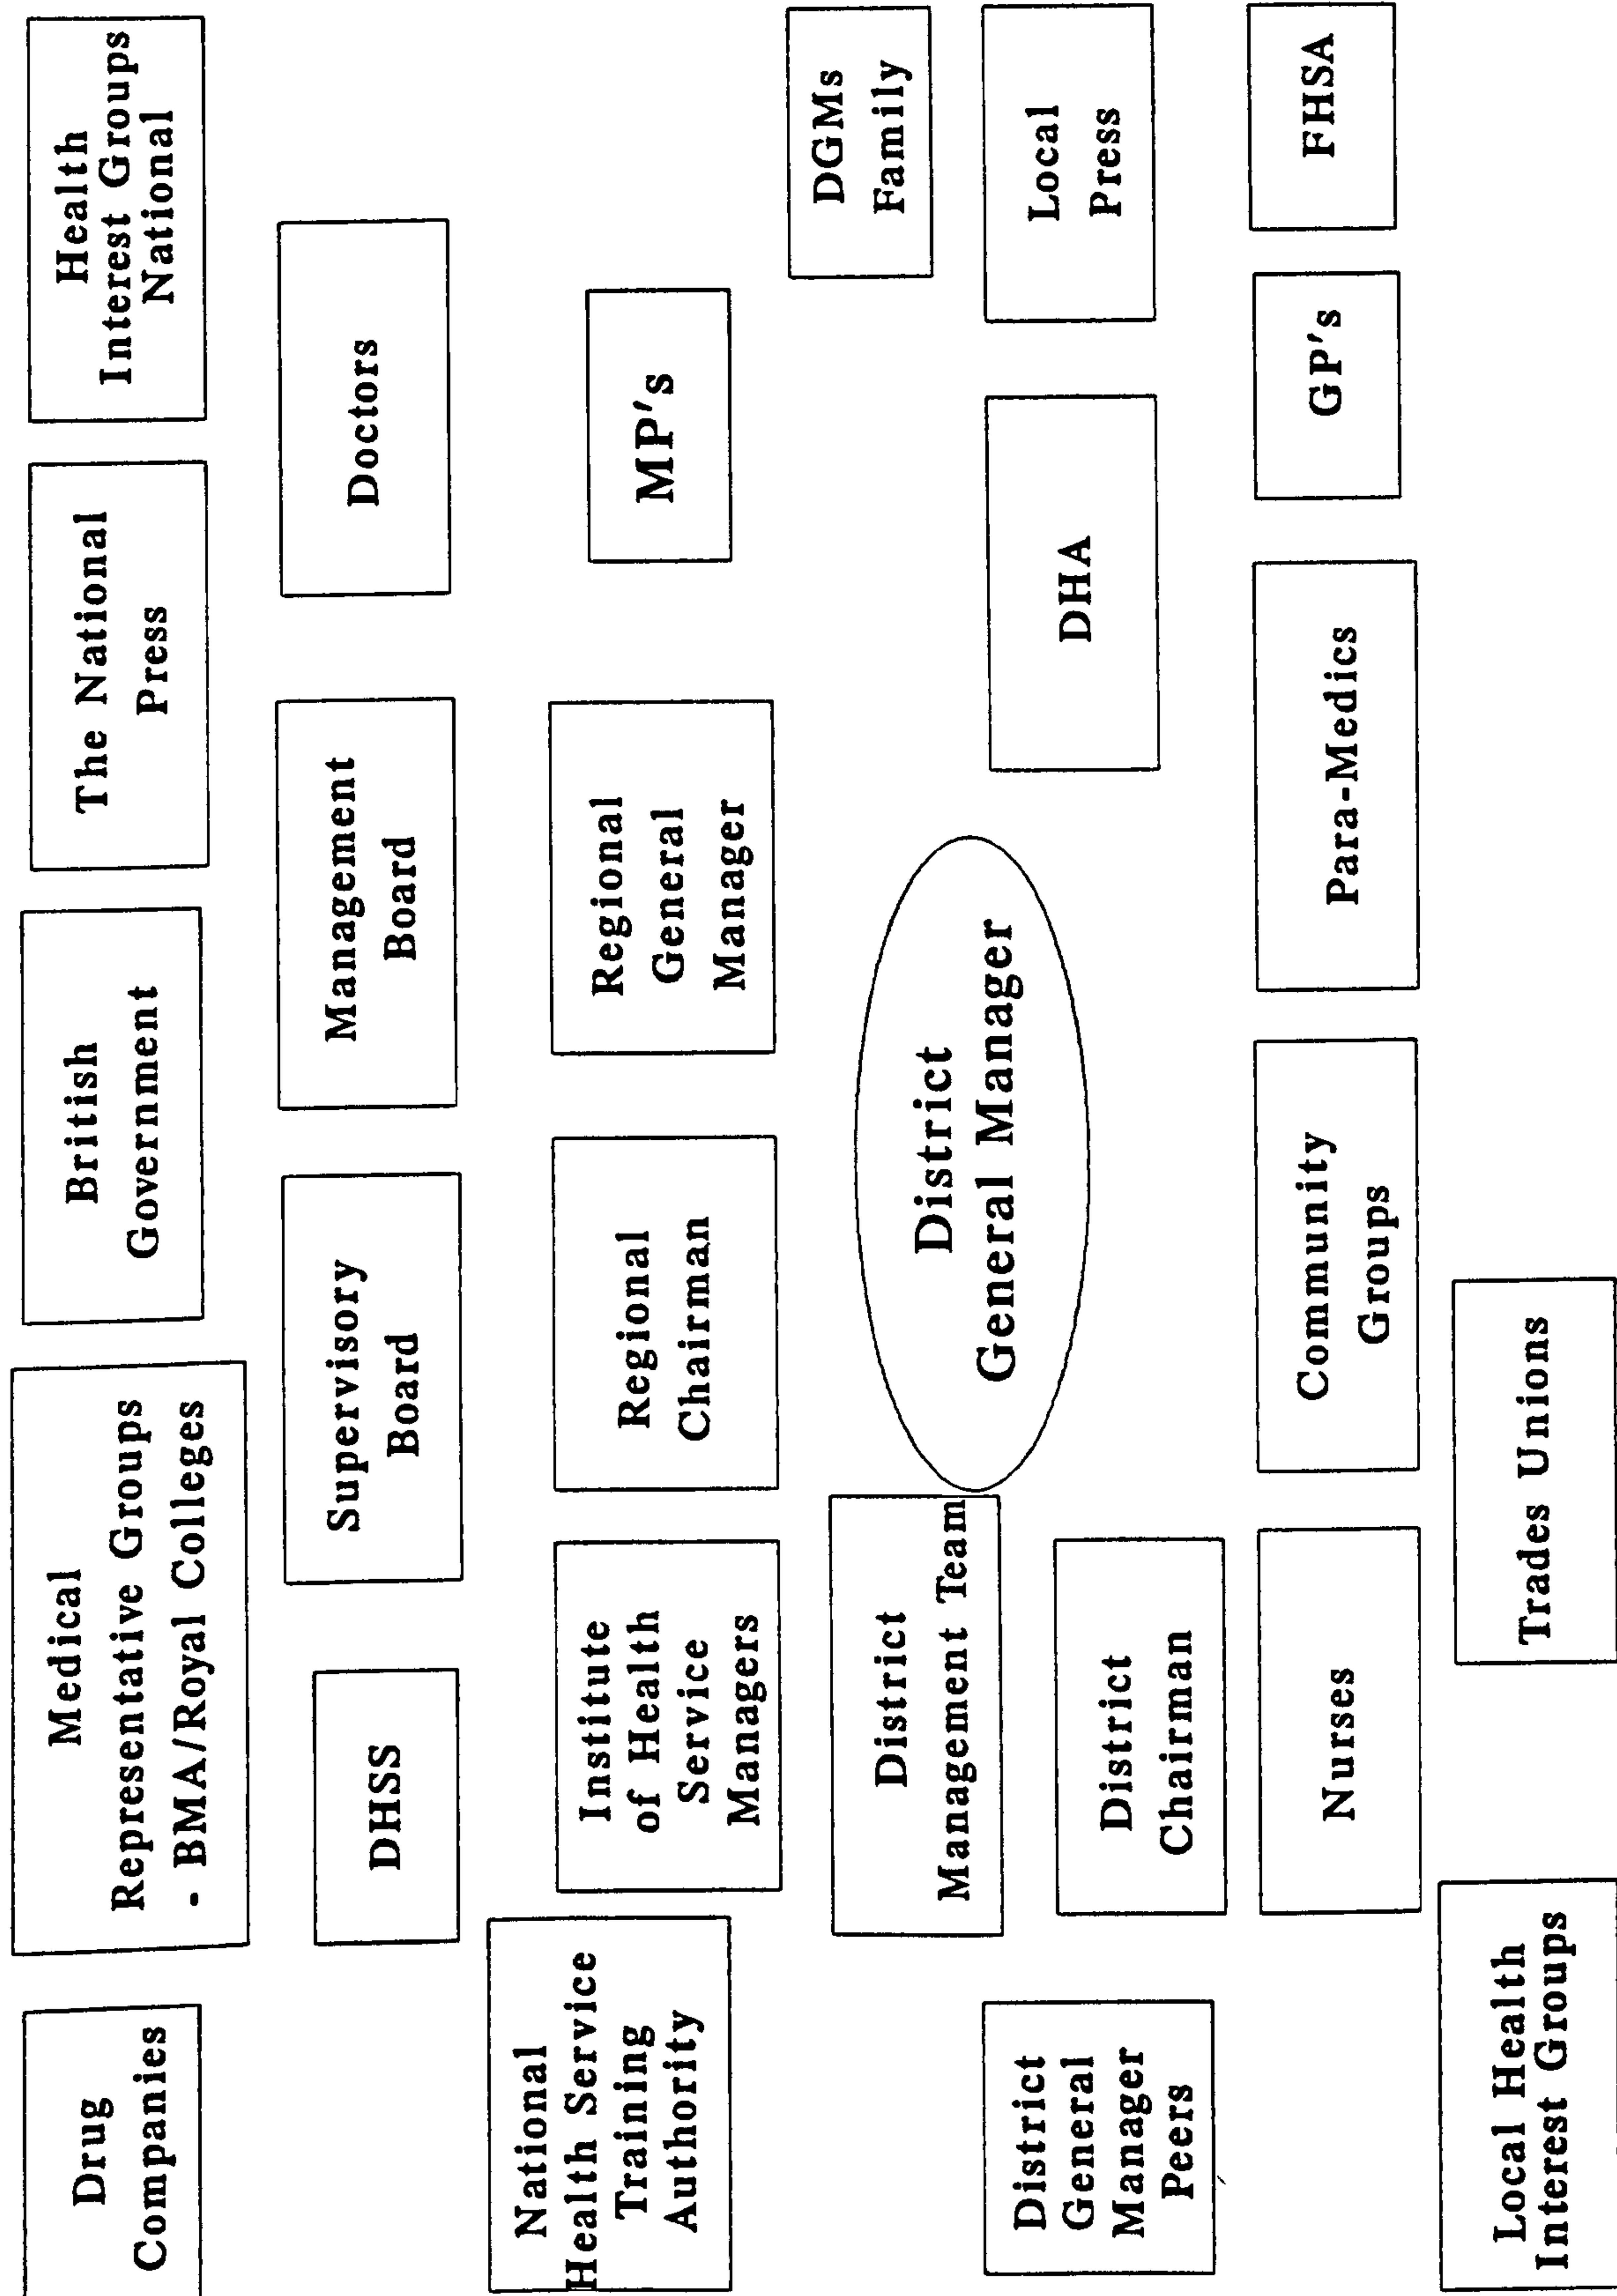 Drug
Companies
Medical
Representative Groups
- BMA/Royal Colleges
British
Government
The National
Press
Health
Interest Groups
National
DHSS
Supervisory
Board
Management
Board
Doctors
National
Health Service
Training
Authority
Institute
of Health
Service
Managers
Regional
Chairman
Regional
General
Manager
MP's
District
Management Team
District
General Manager
DGMs
Family
District
General
Manager
Peers
District
Chairman
DHA
Local
Press
Nurses
Community
Groups
Para-Medics
GP's
FHSA
Local Health
Interest Groups
Trades Unions